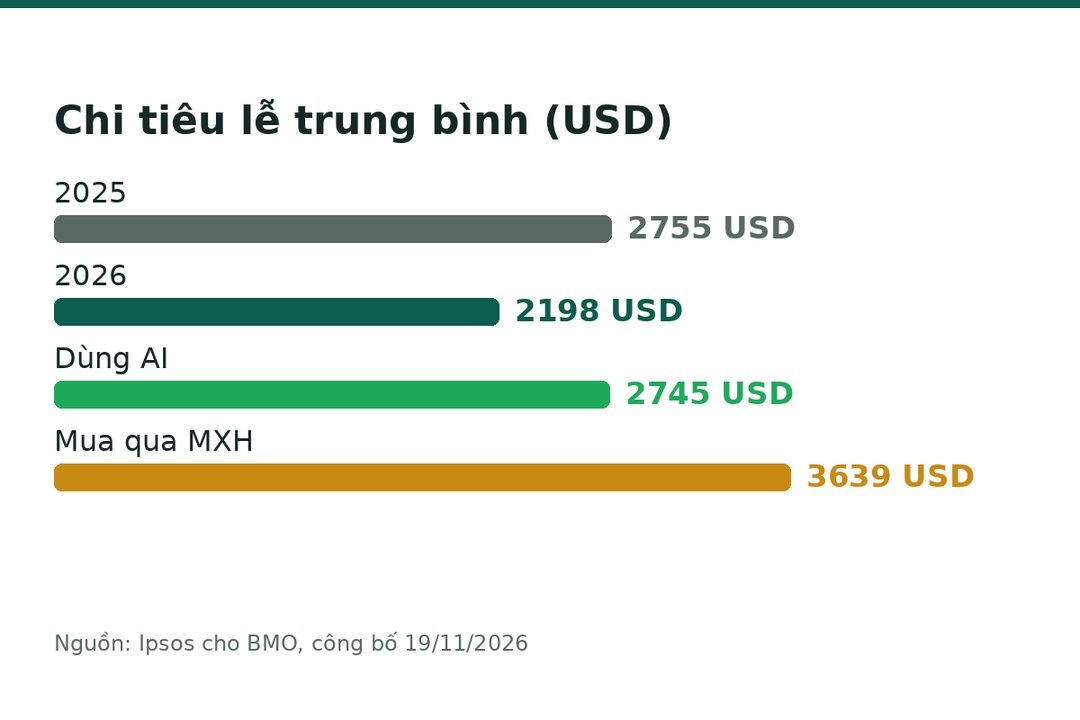 Chi tiêu lễ trung bình (USD)
2025
2755 USD
2026
2198 USD
Dùng AI
2745 USD
Mua qua MXH
3639 USD
Nguồn: Ipsos cho BMO, công bố 19/11/2026